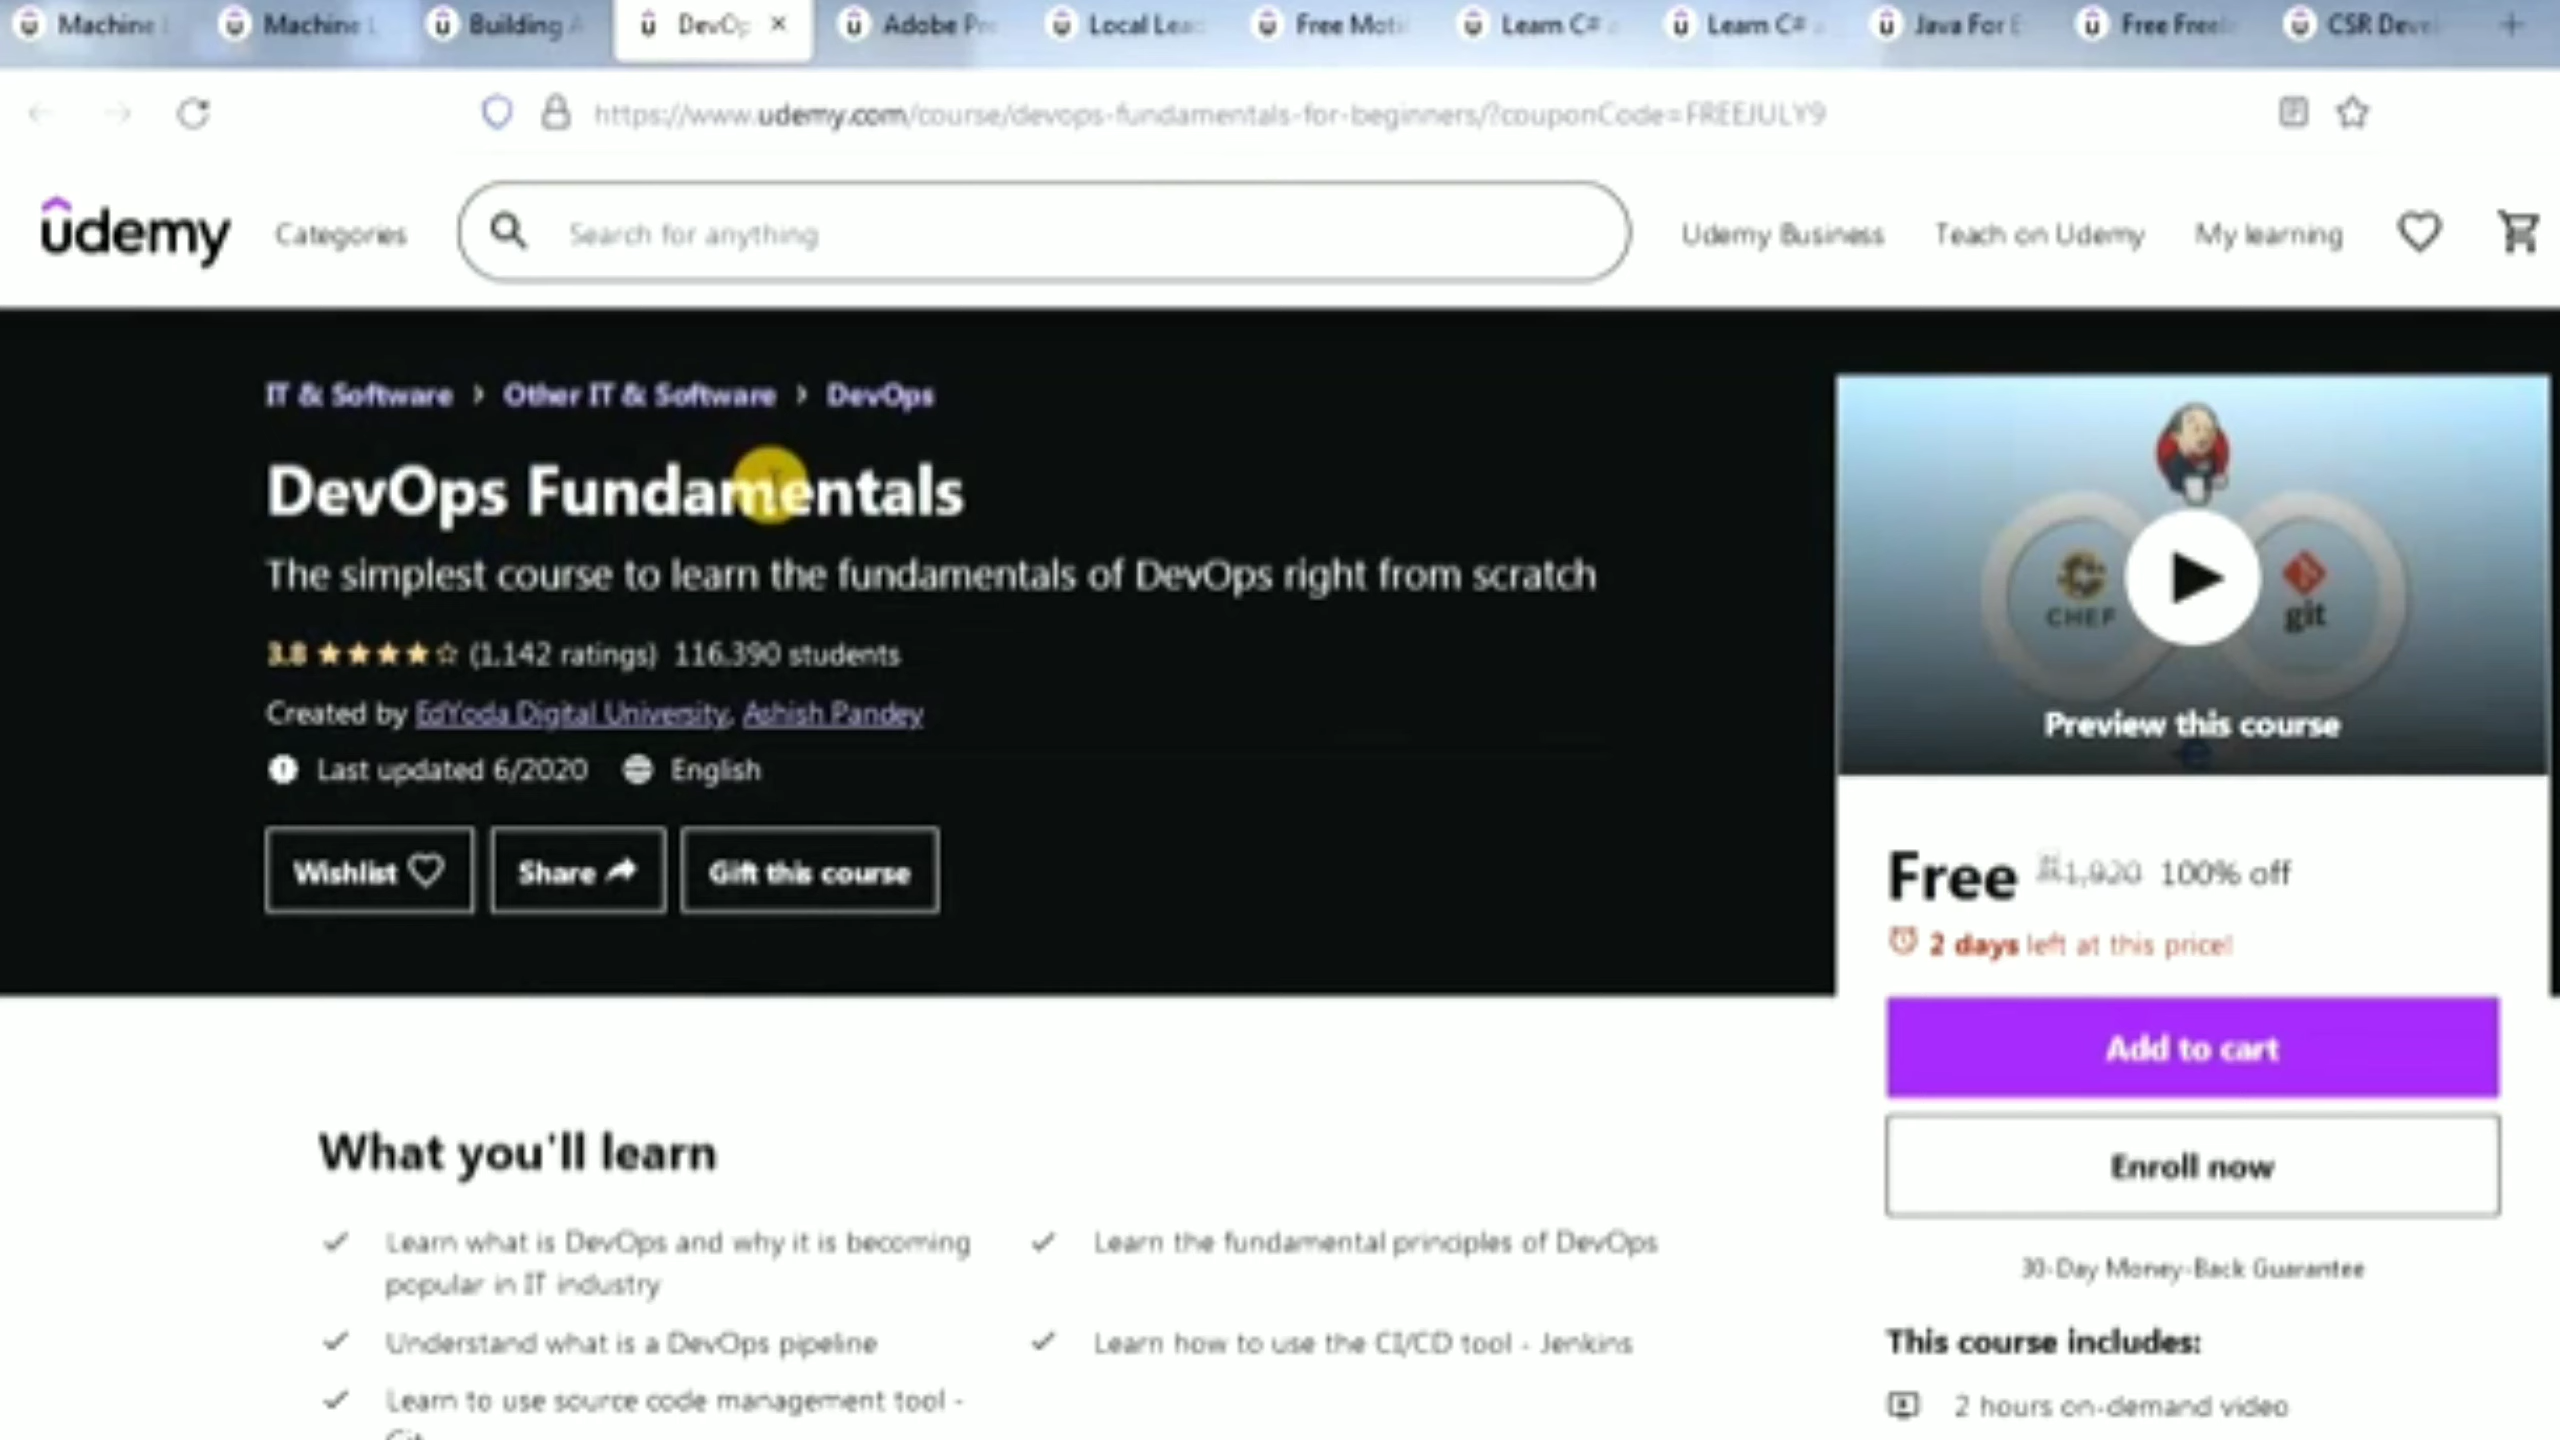 Machine
Machine L
Building A
DevOp
Adobe Pr
Local Lea
Free Moti
Learn C#
Learn C#
Java For E
Free Free
CSR Deve
https://www.udemy.com/course/devops-fundamentals-for-beginners/?couponCode=FREEJULY9
udemy
Categories
Search for anything
Udemy Business
Teach on Udemy
My learning
IT & Software > Other IT & Software > DevOps
DevOps Fundamentals
The simplest course to learn the fundamentals of DevOps right from scratch
3.8 (1,142 ratings) 116,390 students
Created by EdYoda Digital University, Ashish Pandey
Last updated 6/2020 English
Wishlist
Share
Gift this course
CHEF
git
Preview this course
Free 1,920 100% off
2 days left at this price!
Add to cart
Enroll now
30-Day Money-Back Guarantee
This course includes:
2 hours on-demand video
What you'll learn
Learn what is DevOps and why it is becoming
popular in IT industry
Learn the fundamental principles of DevOps
Understand what is a DevOps pipeline
Learn how to use the CI/CD tool - Jenkins
Learn to use source code management tool -
Git